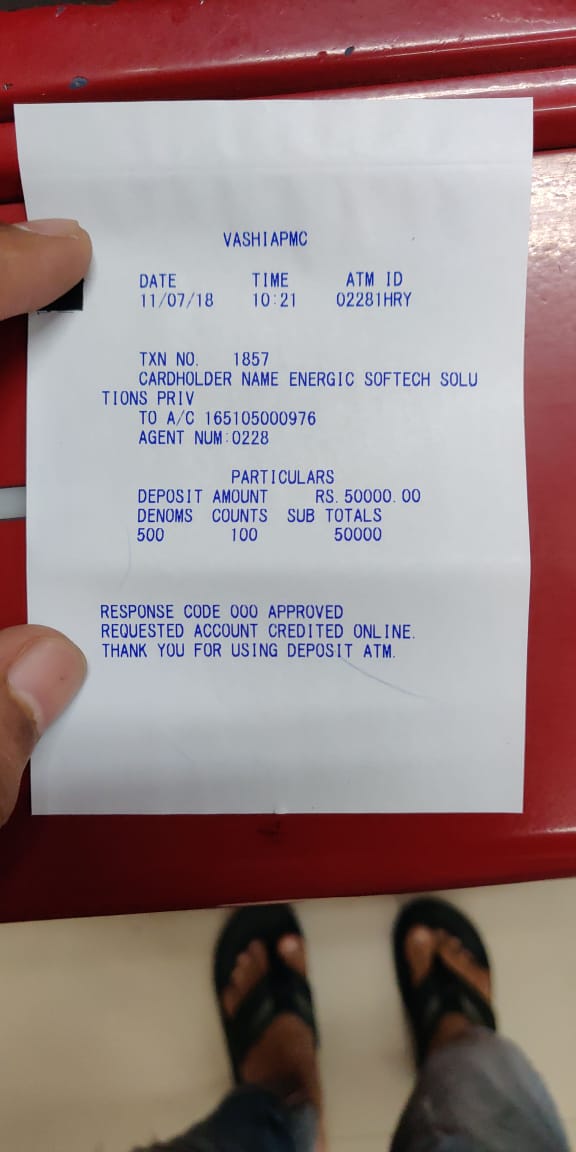 VASHIAPMC
DATE TIME ATM ID
11/07/18 10:21 02281HRY
TXN NO. 1857
CARDHOLDER NAME ENERGIC SOFTECH SOLU
TIONS PRIV
TO A/C 165105000976
AGENT NUM:0228
PARTICULARS
DEPOSIT AMOUNT RS.50000.00
DENOMS COUNTS SUB TOTALS
500 100 50000
RESPONSE CODE 000 APPROVED
REQUESTED ACCOUNT CREDITED ONLINE.
THANK YOU FOR USING DEPOSIT ATM.